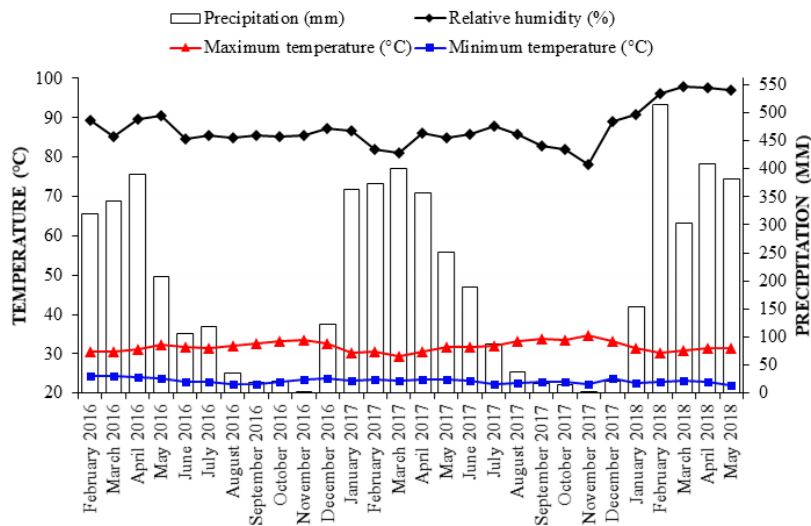 Precipitation (mm) Relative humidity (%)
Maximum temperature (°C) Minimum temperature (°C)
TEMPERATURE (°C)
100
90
80
70
60
50
40
30
20
550
500
450
400
350
300
250
200
150
100
50
0
PRECIPITATION (MM)
February 2016
March 2016
April 2016
May 2016
June 2016
July 2016
August 2016
September 2016
October 2016
November 2016
December 2016
January 2017
February 2017
March 2017
April 2017
May 2017
June 2017
July 2017
August 2017
September 2017
October 2017
November 2017
December 2017
January 2018
February 2018
March 2018
April 2018
May 2018